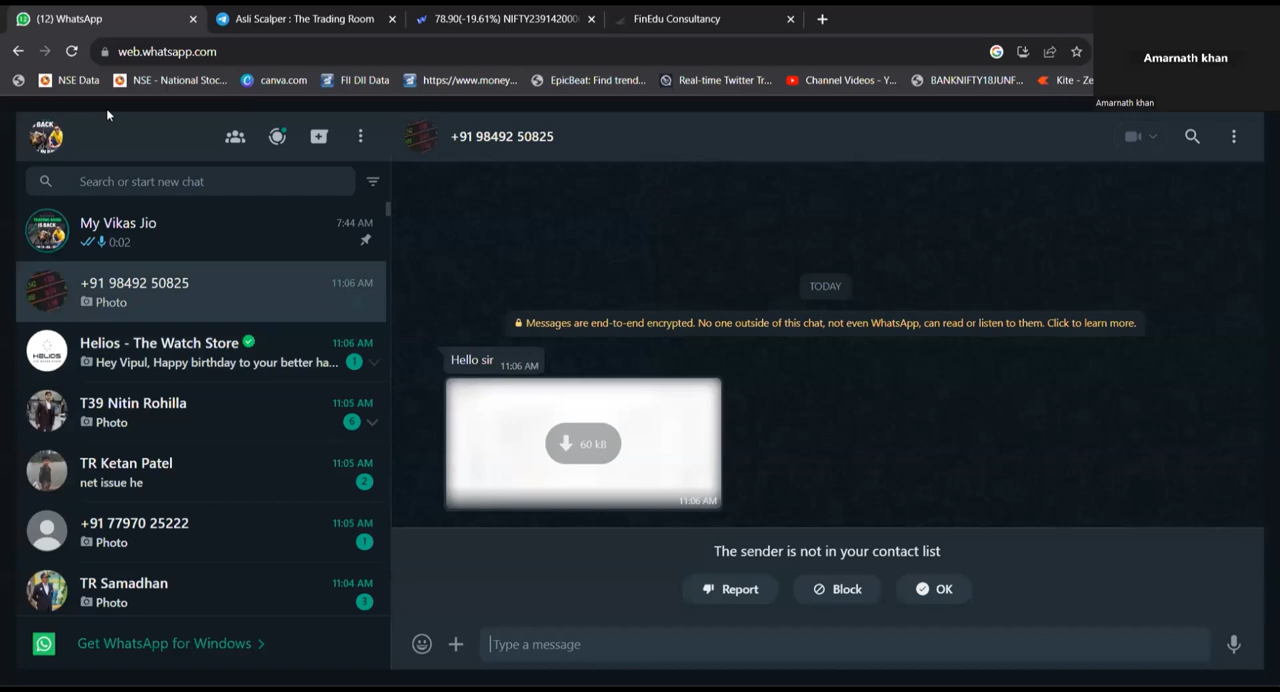 (12) WhatsApp
Asli Scalper : The Trading Room
78.90(-19.61%) NIFTY239142000
FinEdu Consultancy
web.whatsapp.com
Amarnath khan
NSE Data
NSE - National Stoc...
canva.com
FII DII Data
https://www.money...
EpicBeat: Find trend...
Real-time Twitter Tr...
Channel Videos - Y...
BANKNIFTY18JUNF...
Kite - Ze
Amarnath khan
BACK
+91 98492 50825
Search or start new chat
My Vikas Jio
7:44 AM
0:02
+91 98492 50825
11:06 AM
Photo
Helios - The Watch Store
11:06 AM
Hey Vipul, Happy birthday to your better ha...
1
T39 Nitin Rohilla
11:05 AM
Photo
6
TR Ketan Patel
11:05 AM
net issue he
2
+91 77970 25222
11:05 AM
Photo
1
TR Samadhan
11:04 AM
Photo
3
Get WhatsApp for Windows
TODAY
Messages are end-to-end encrypted. No one outside of this chat, not even WhatsApp, can read or listen to them. Click to learn more.
Hello sir
11:06 AM
60 kB
11:06 AM
The sender is not in your contact list
Report
Block
OK
Type a message